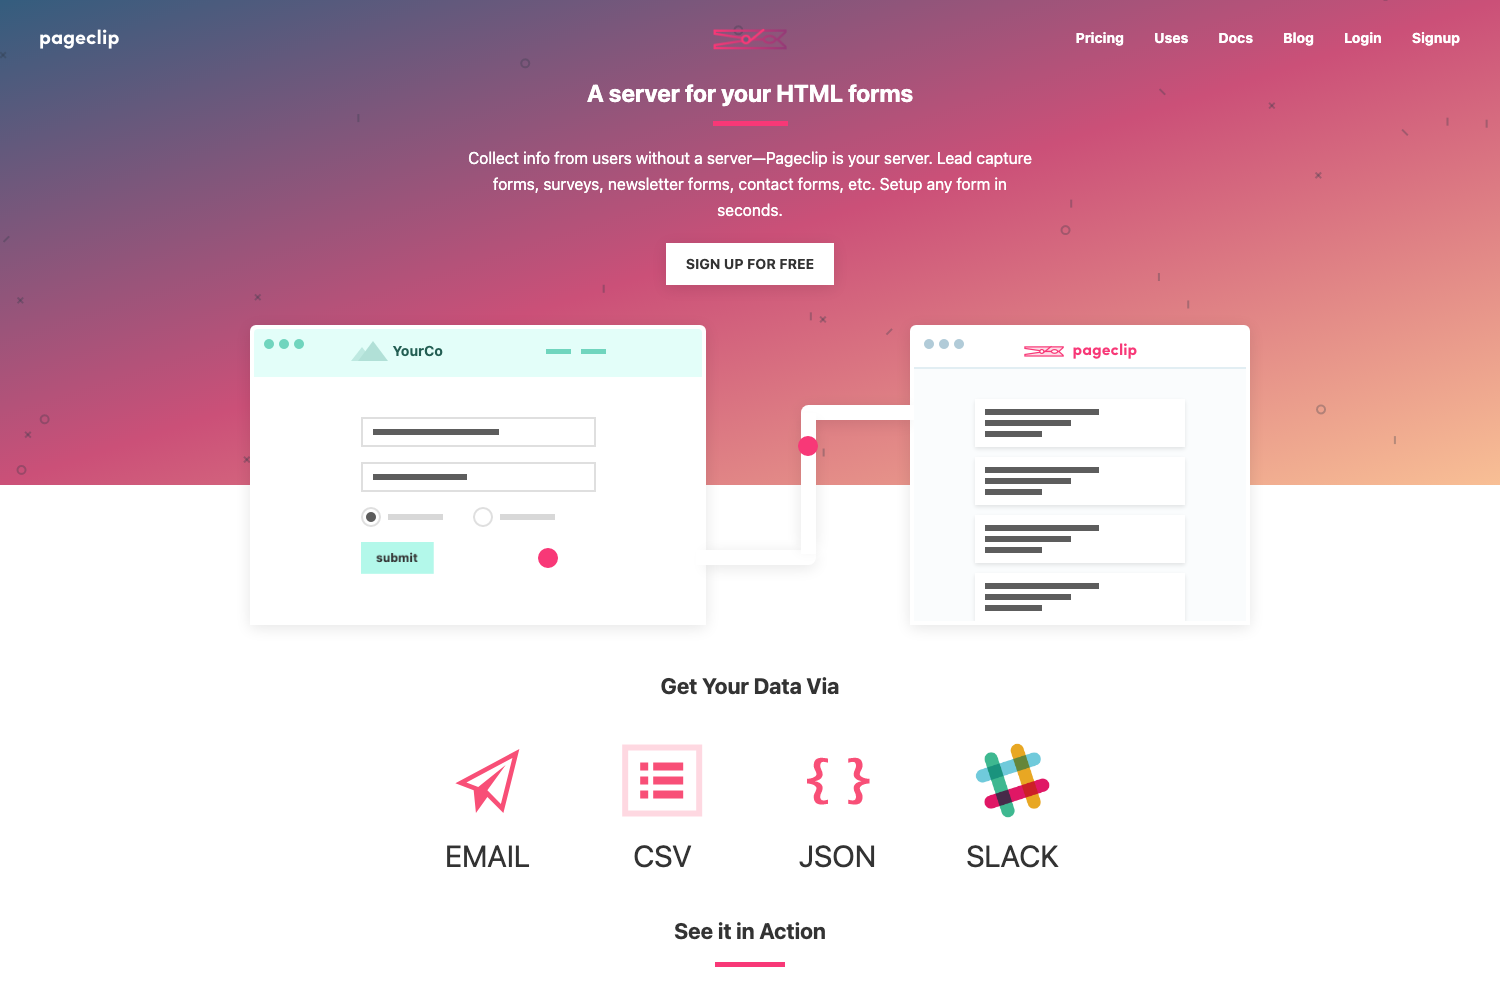 pageclip
Pricing Uses Docs Blog Login Signup
A server for your HTML forms
Collect info from users without a server—Pageclip is your server. Lead capture
forms, surveys, newsletter forms, contact forms, etc. Setup any form in
seconds.
SIGN UP FOR FREE
YourCo
submit
pageclip
Get Your Data Via
EMAIL
CSV
JSON
SLACK
See it in Action